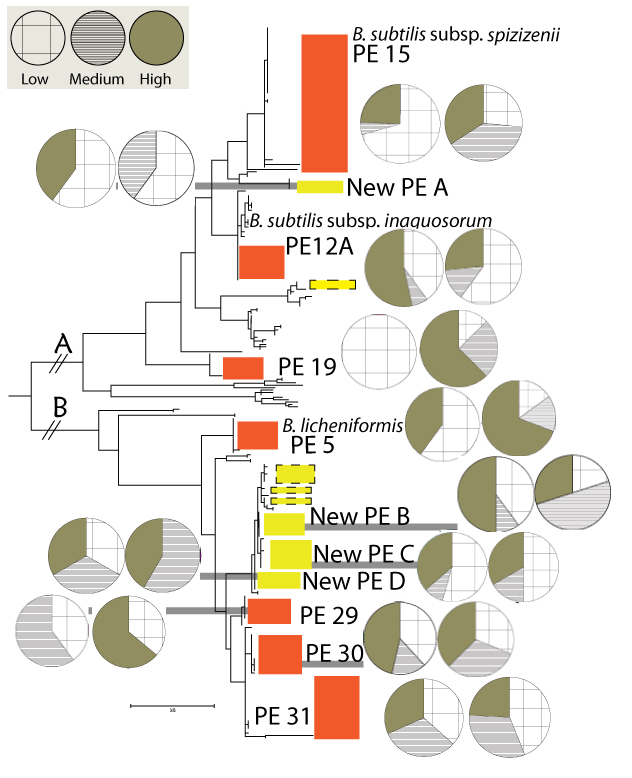 Low Medium High
B. subtilis subsp. spizizenii
PE 15
New PE A
B. subtilis subsp. inaquosorum
PE12A
A
PE 19
B
B. licheniformis
PE 5
New PE B
New PE C
New PE D
PE 29
PE 30
PE 31